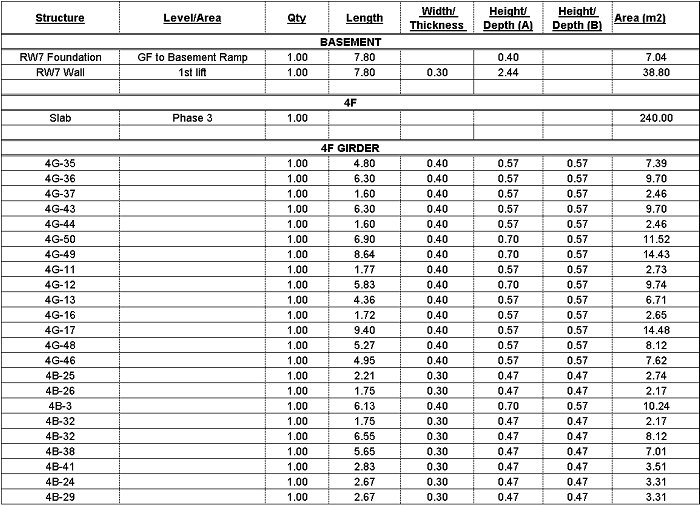 Structure Level/Area Qty Length Width/ Thickness Height/ Depth (A) Height/ Depth (B) Area (m2)
BASEMENT
RW7 Foundation GF to Basement Ramp 1.00 7.80 0.40 7.04
RW7 Wall 1st lift 1.00 7.80 0.30 2.44 38.80
4F
Slab Phase 3 1.00 240.00
4F GIRDER
4G-35 1.00 4.80 0.40 0.57 0.57 7.39
4G-36 1.00 6.30 0.40 0.57 0.57 9.70
4G-37 1.00 1.60 0.40 0.57 0.57 2.46
4G-43 1.00 6.30 0.40 0.57 0.57 9.70
4G-44 1.00 1.60 0.40 0.57 0.57 2.46
4G-50 1.00 6.90 0.40 0.70 0.57 11.52
4G-49 1.00 8.64 0.40 0.70 0.57 14.43
4G-11 1.00 1.77 0.40 0.57 0.57 2.73
4G-12 1.00 5.83 0.40 0.70 0.57 9.74
4G-13 1.00 4.36 0.40 0.57 0.57 6.71
4G-16 1.00 1.72 0.40 0.57 0.57 2.65
4G-17 1.00 9.40 0.40 0.57 0.57 14.48
4G-48 1.00 5.27 0.40 0.57 0.57 8.12
4G-46 1.00 4.95 0.40 0.57 0.57 7.62
4B-25 1.00 2.21 0.30 0.47 0.47 2.74
4B-26 1.00 1.75 0.30 0.47 0.47 2.17
4B-3 1.00 6.13 0.40 0.70 0.57 10.24
4B-32 1.00 1.75 0.30 0.47 0.47 2.17
4B-32 1.00 6.55 0.30 0.47 0.47 8.12
4B-38 1.00 5.65 0.30 0.47 0.47 7.01
4B-41 1.00 2.83 0.30 0.47 0.47 3.51
4B-24 1.00 2.67 0.30 0.47 0.47 3.31
4B-29 1.00 2.67 0.30 0.47 0.47 3.31